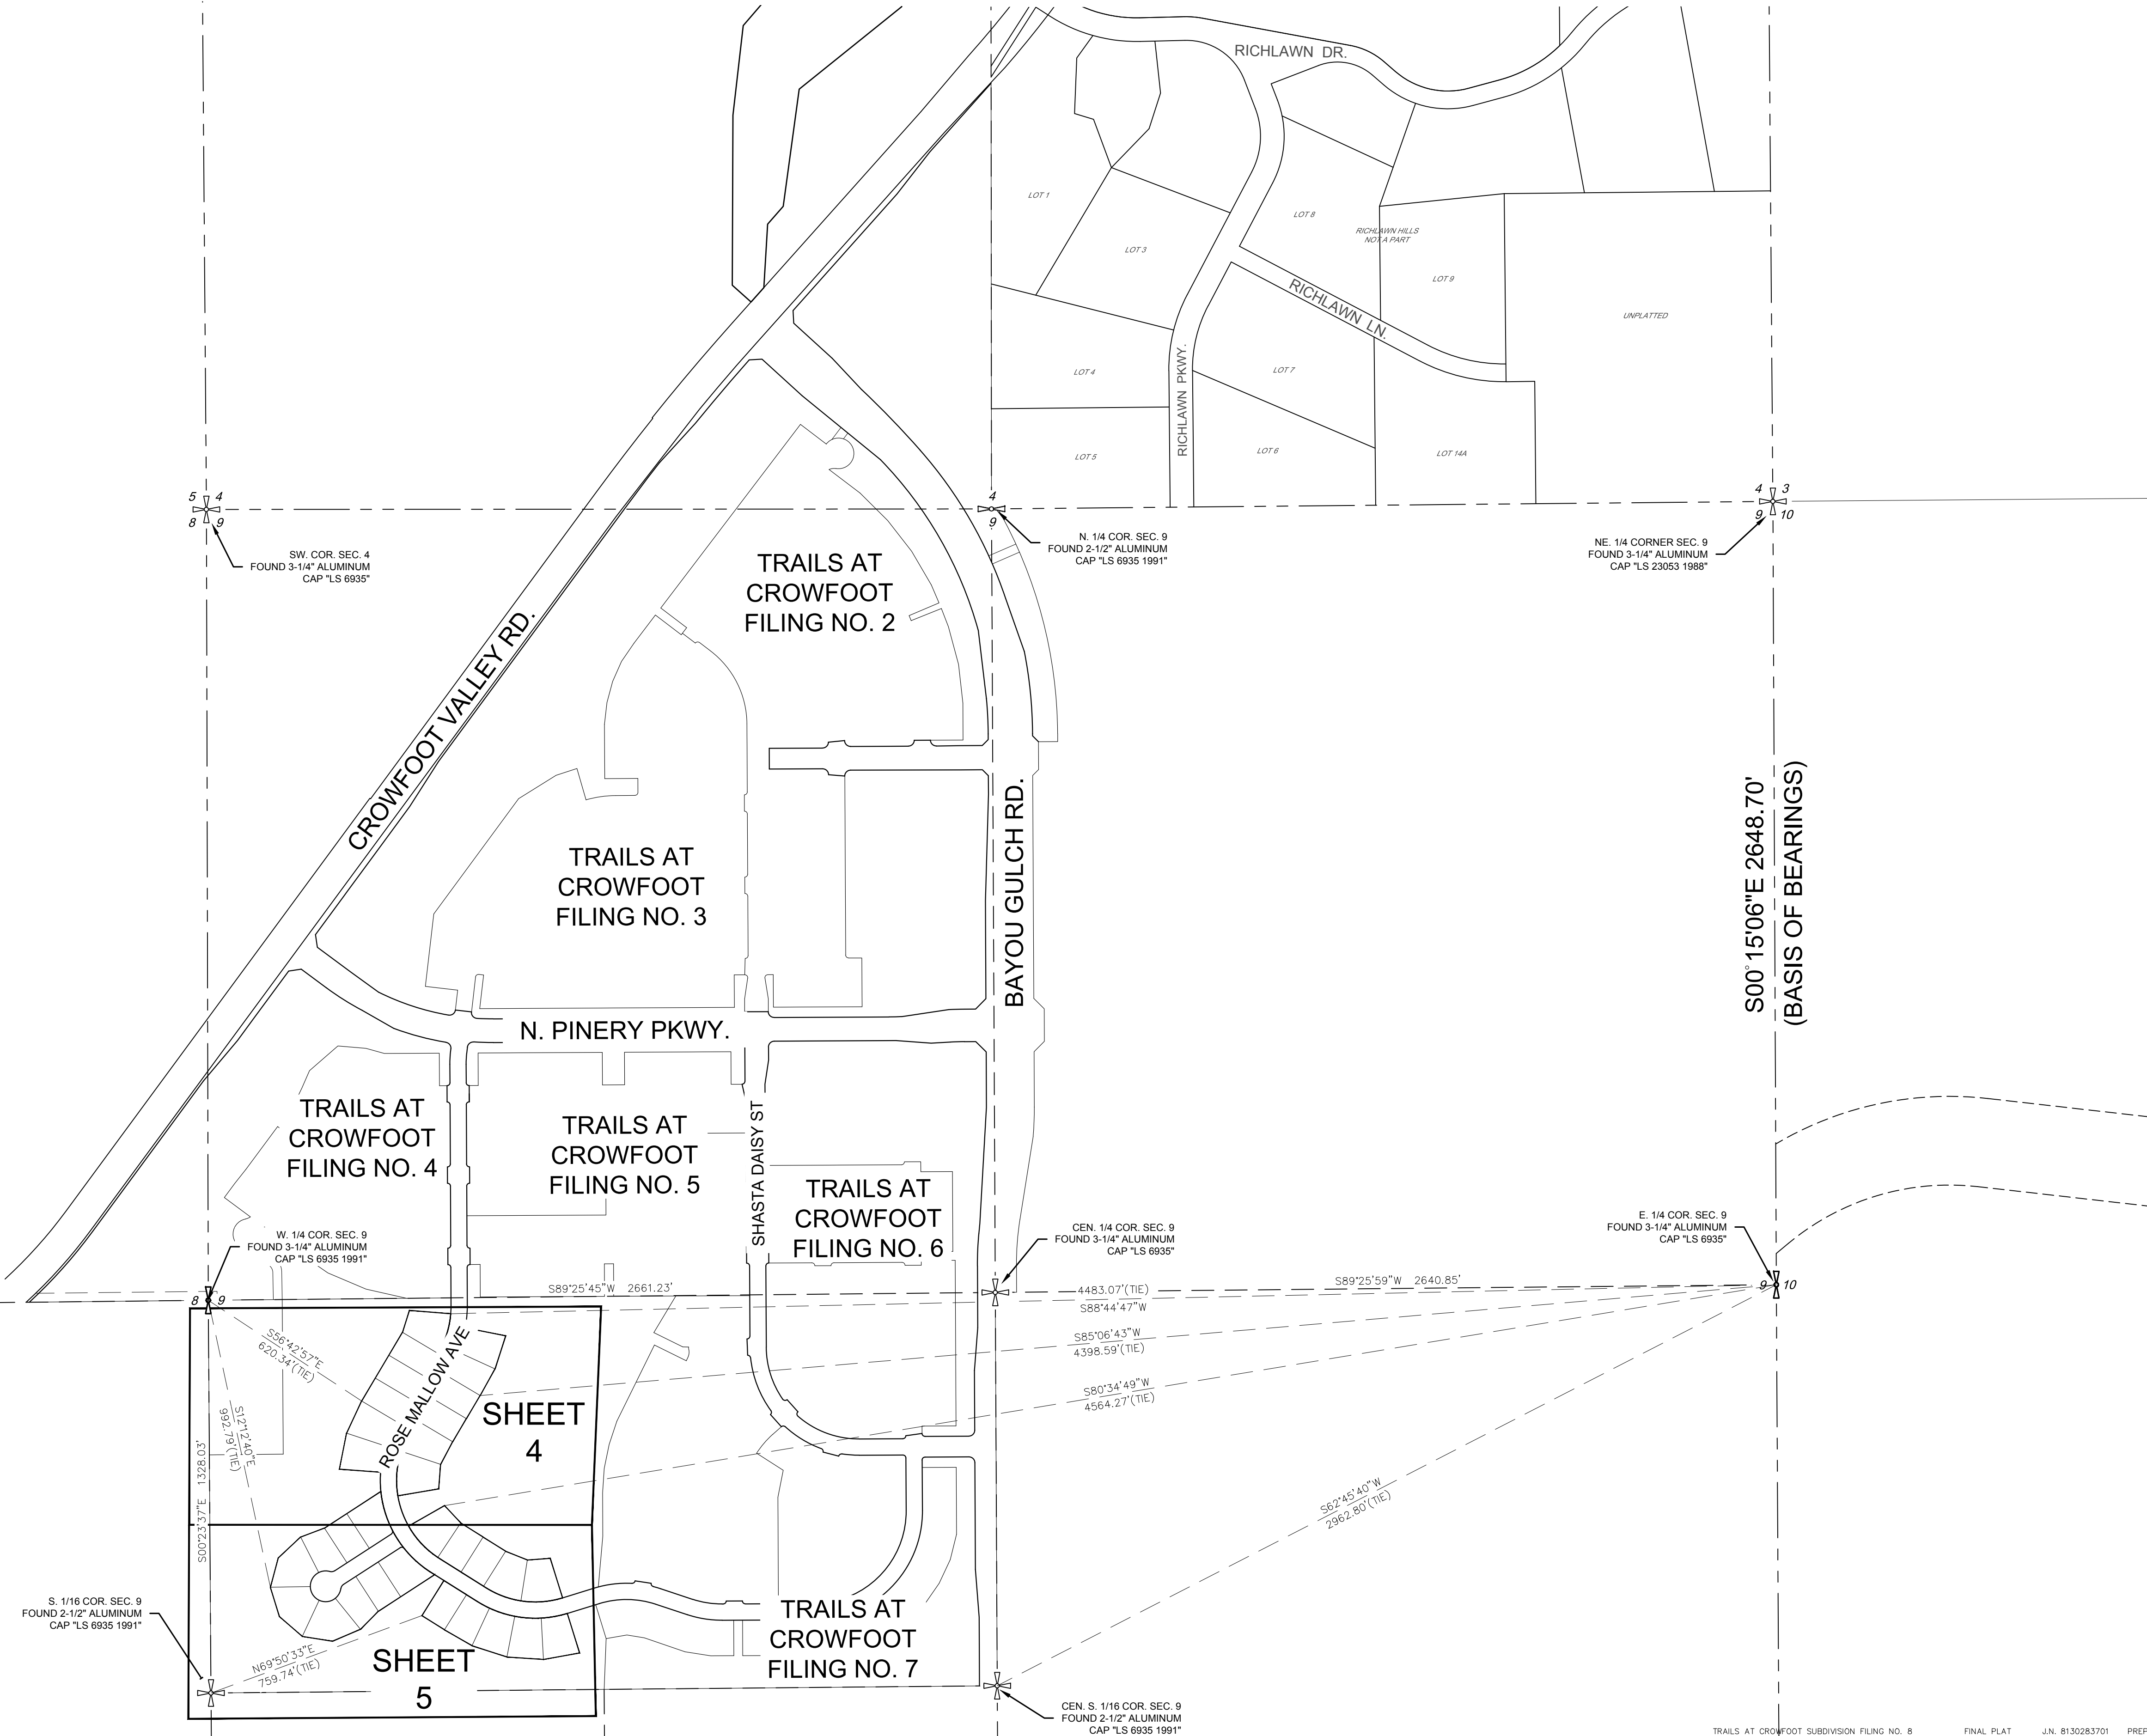 RICHLAWN DR.
LOT 1
LOT 8
RICHLAWN HILLS
NOT A PART
LOT 3
LOT 9
RICHLAWN LN.
UNPLATTED
LOT 4
RICHLAWN PKWY.
LOT 7
LOT 5
LOT 6
LOT 14A
5 4
8 9
4
9
4 3
9 10
SW. COR. SEC. 4
FOUND 3-1/4" ALUMINUM
CAP "LS 6935"
N. 1/4 COR. SEC. 9
FOUND 2-1/2" ALUMINUM
CAP "LS 6935 1991"
NE. 1/4 CORNER SEC. 9
FOUND 3-1/4" ALUMINUM
CAP "LS 23053 1988"
TRAILS AT
CROWFOOT
FILING NO. 2
CROWFOOT VALLEY RD.
TRAILS AT
CROWFOOT
FILING NO. 3
BAYOU GULCH RD.
S00°15'06"E 2648.70'
(BASIS OF BEARINGS)
N. PINERY PKWY.
TRAILS AT
CROWFOOT
FILING NO. 4
TRAILS AT
CROWFOOT
FILING NO. 5
SHASTA DAISY ST
TRAILS AT
CROWFOOT
FILING NO. 6
W. 1/4 COR. SEC. 9
FOUND 3-1/4" ALUMINUM
CAP "LS 6935 1991"
CEN. 1/4 COR. SEC. 9
FOUND 3-1/4" ALUMINUM
CAP "LS 6935"
E. 1/4 COR. SEC. 9
FOUND 3-1/4" ALUMINUM
CAP "LS 6935"
8 9
S89°25'45"W 2661.23'
4483.07'(TIE)
S88°44'47"W
S89°25'59"W 2640.85'
9 10
S56°42'57"E
620.34'(TIE)
ROSE MALLOW AVE
S85°06'43"W
4398.59'(TIE)
S80°34'49"W
4564.27'(TIE)
SHEET
4
S12°12'40"E
992.79'(TIE)
S00°23'37"E 1328.03'
S62°45'40"W
2962.80'(TIE)
S. 1/16 COR. SEC. 9
FOUND 2-1/2" ALUMINUM
CAP "LS 6935 1991"
N69°50'33"E
759.74'(TIE)
SHEET
5
TRAILS AT
CROWFOOT
FILING NO. 7
CEN. S. 1/16 COR. SEC. 9
FOUND 2-1/2" ALUMINUM
CAP "LS 6935 1991"
TRAILS AT CROWFOOT SUBDIVISION FILING NO. 8 FINAL PLAT J.N. 8130283701 PREP